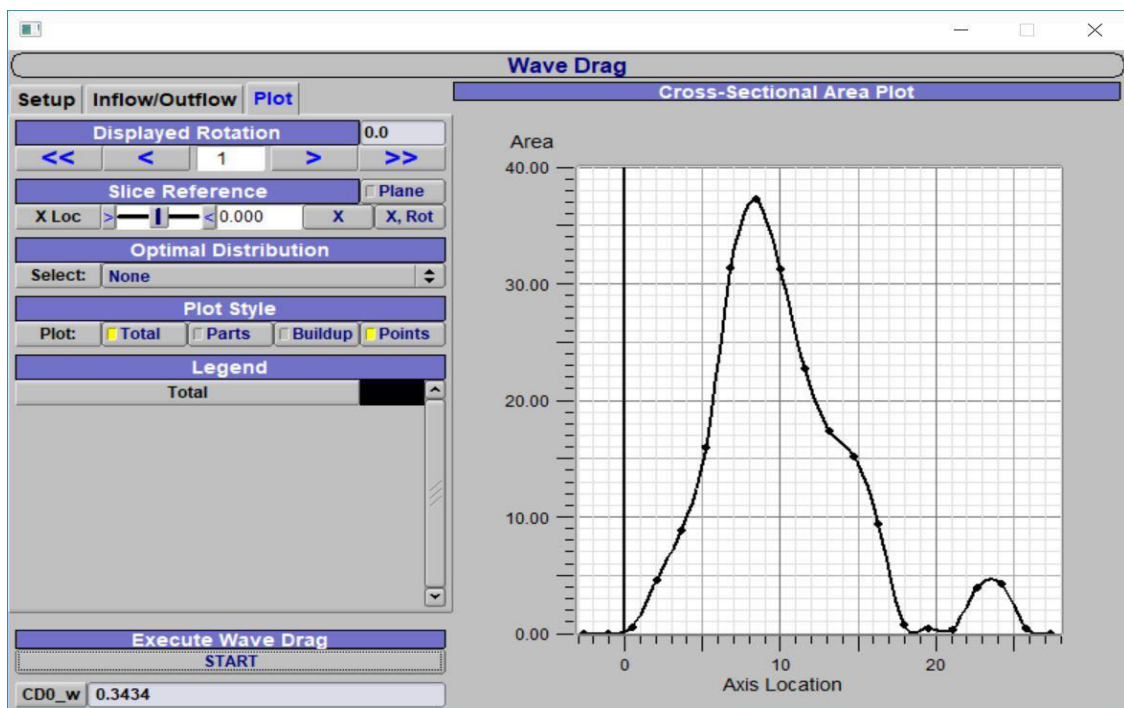 Wave Drag
Setup Inflow/Outflow Plot
Displayed Rotation 0.0
<< < 1 > >>
Slice Reference Plane
X Loc > < 0.000 X X, Rot
Optimal Distribution
Select: None
Plot Style
Plot: Total Parts Buildup Points
Legend
Total
Execute Wave Drag
START
CD0_w 0.3434
Cross-Sectional Area Plot
Area
40.00
30.00
20.00
10.00
0.00
0 10 20
Axis Location